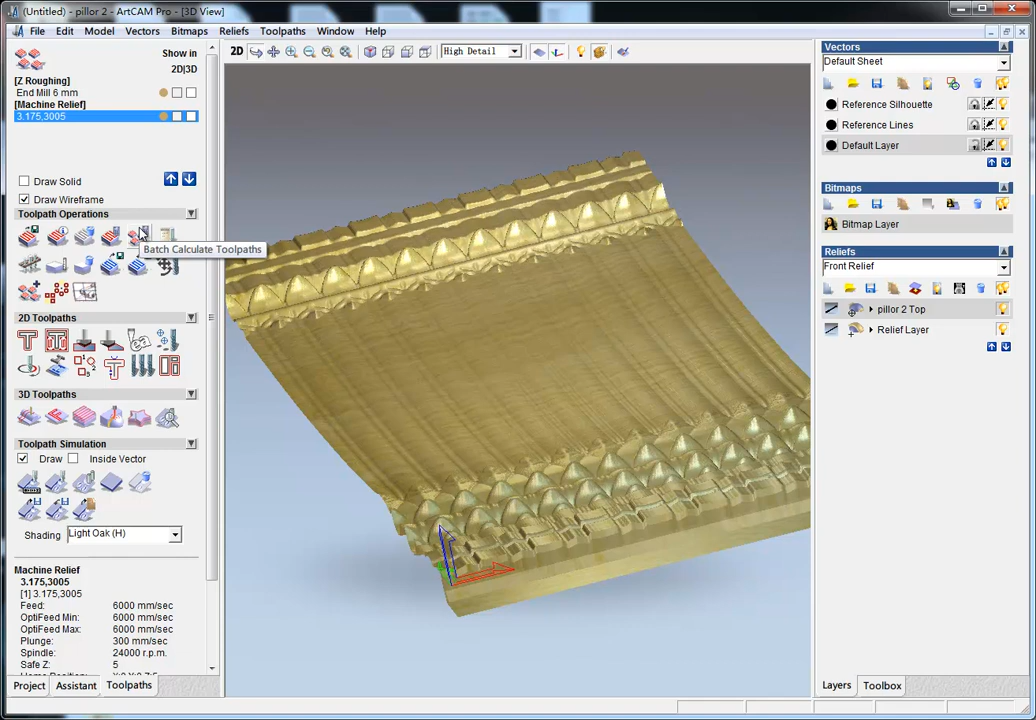 (Untitled) - pillor 2 - ArtCAM Pro - [3D View]
File Edit Model Vectors Bitmaps Reliefs Toolpaths Window Help
Show in
2D|3D
[Z Roughing]
End Mill 6 mm
[Machine Relief]
3.175,3005
Draw Solid
Draw Wireframe
Toolpath Operations
Batch Calculate Toolpaths
2D Toolpaths
3D Toolpaths
Toolpath Simulation
Draw Inside Vector
Shading Light Oak (H)
Machine Relief
3.175,3005
[1] 3.175,3005
Feed: 6000 mm/sec
OptiFeed Min: 6000 mm/sec
OptiFeed Max: 6000 mm/sec
Plunge: 300 mm/sec
Spindle: 24000 r.p.m.
Safe Z: 5
Project Assistant Toolpaths
2D High Detail
Vectors
Default Sheet
Reference Silhouette
Reference Lines
Default Layer
Bitmaps
Bitmap Layer
Reliefs
Front Relief
pillor 2 Top
Relief Layer
Layers Toolbox